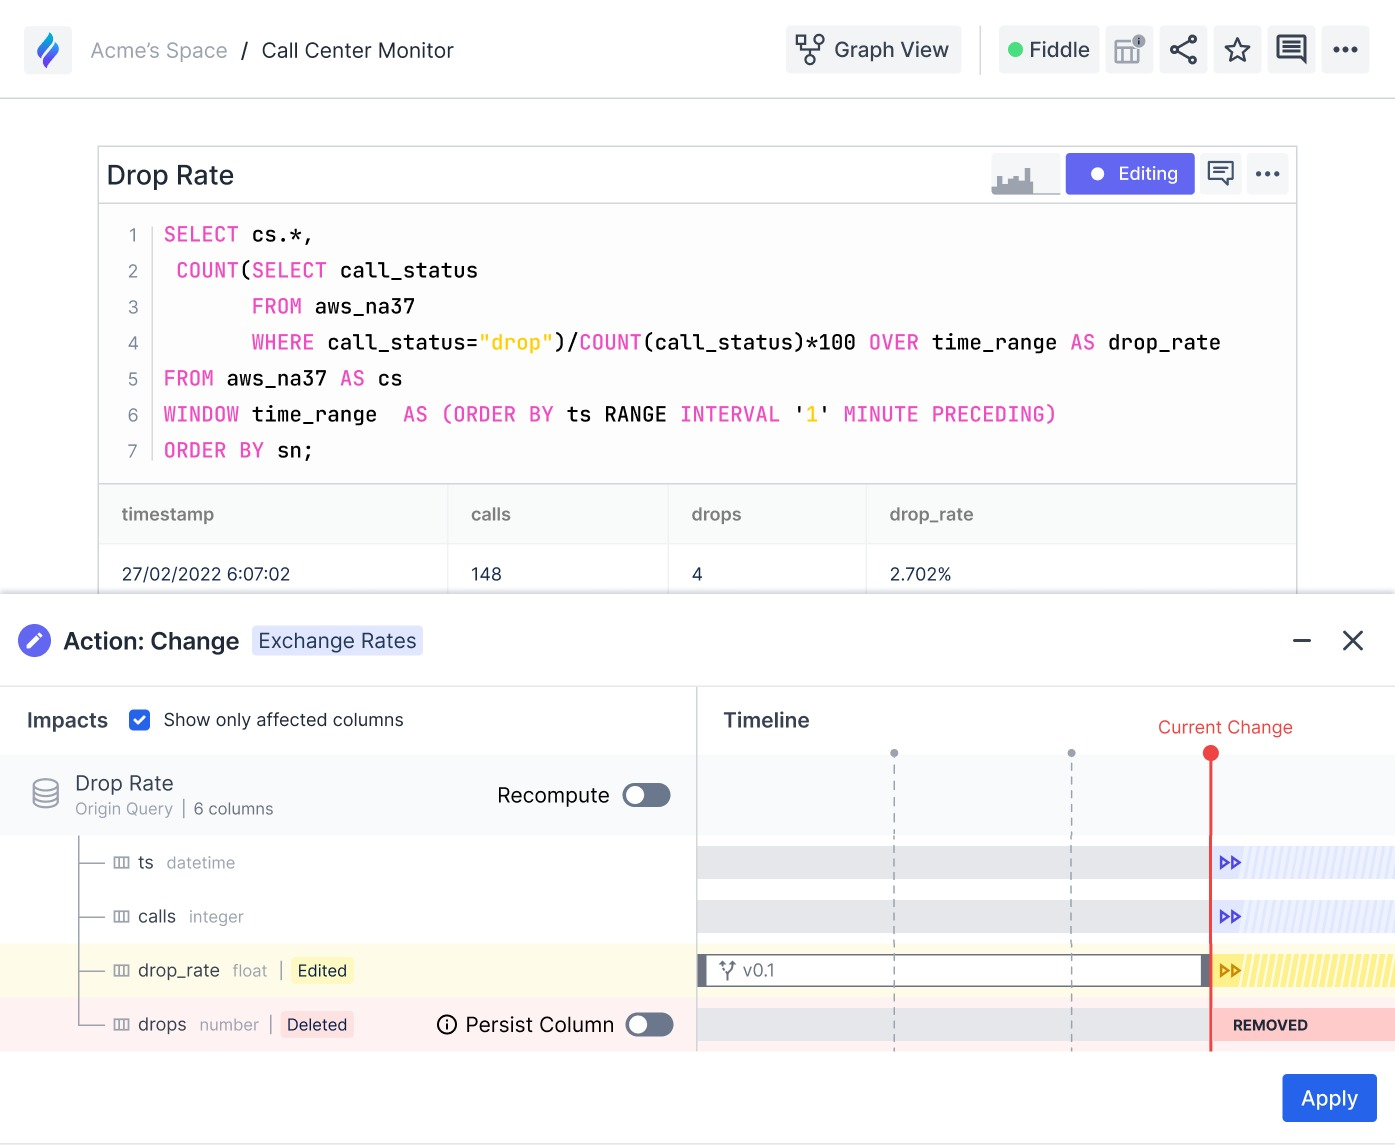 Acme's Space / Call Center Monitor
Graph View
Fiddle
Drop Rate
Editing
1 SELECT cs.*,
2 COUNT(SELECT call_status
3 FROM aws_na37
4 WHERE call_status="drop")/COUNT(call_status)*100 OVER time_range AS drop_rate
5 FROM aws_na37 AS cs
6 WINDOW time_range AS (ORDER BY ts RANGE INTERVAL '1' MINUTE PRECEDING)
7 ORDER BY sn;
timestamp calls drops drop_rate
27/02/2022 6:07:02 148 4 2.702%
Action: Change Exchange Rates
Impacts Show only affected columns
Timeline
Current Change
Drop Rate
Origin Query | 6 columns
Recompute
ts datetime
calls integer
drop_rate float | Edited
v0.1
drops number | Deleted
Persist Column
REMOVED
Apply